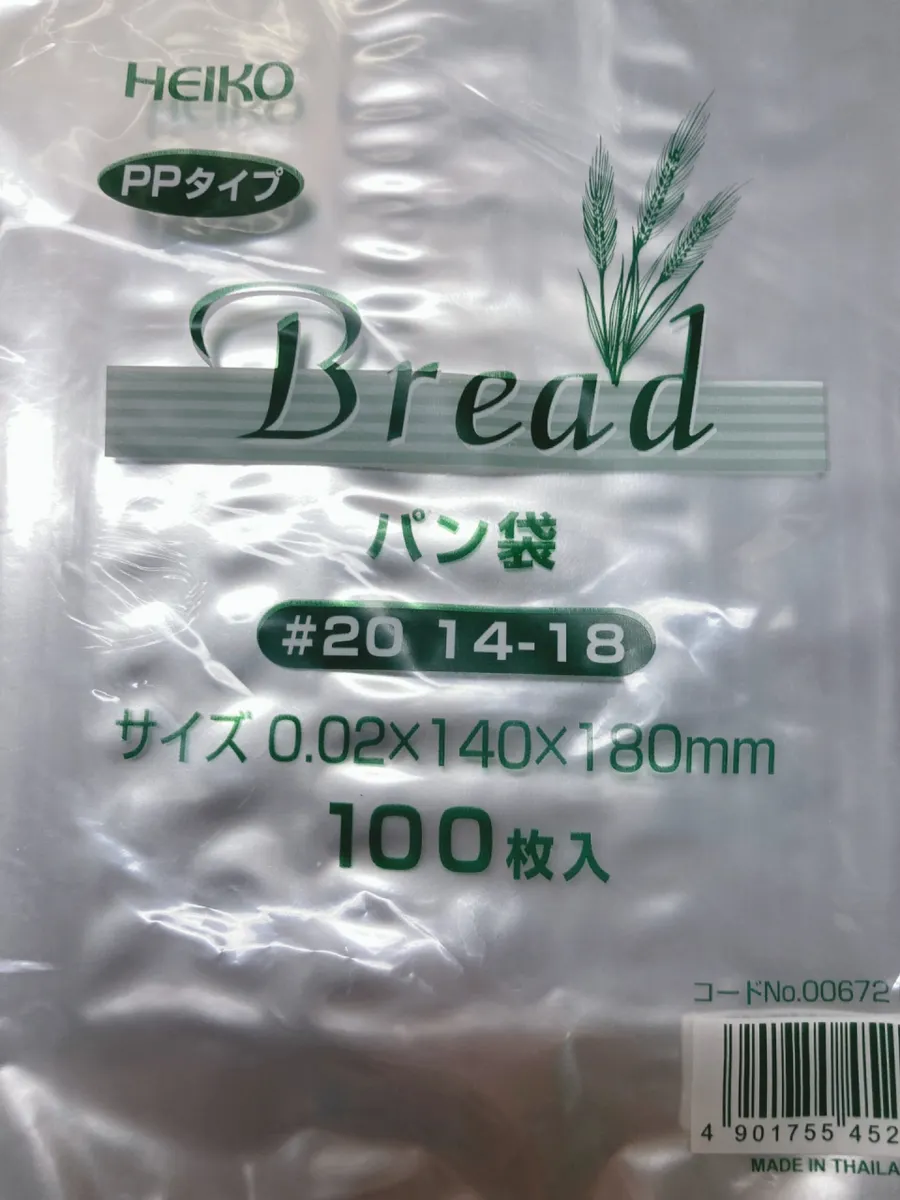 HEIKO
PPタイプ
Bread
パン袋
#20 14-18
サイズ 0.02×140×180mm
100枚入
コードNo.00672
4 901755 452
MADE IN THAILA